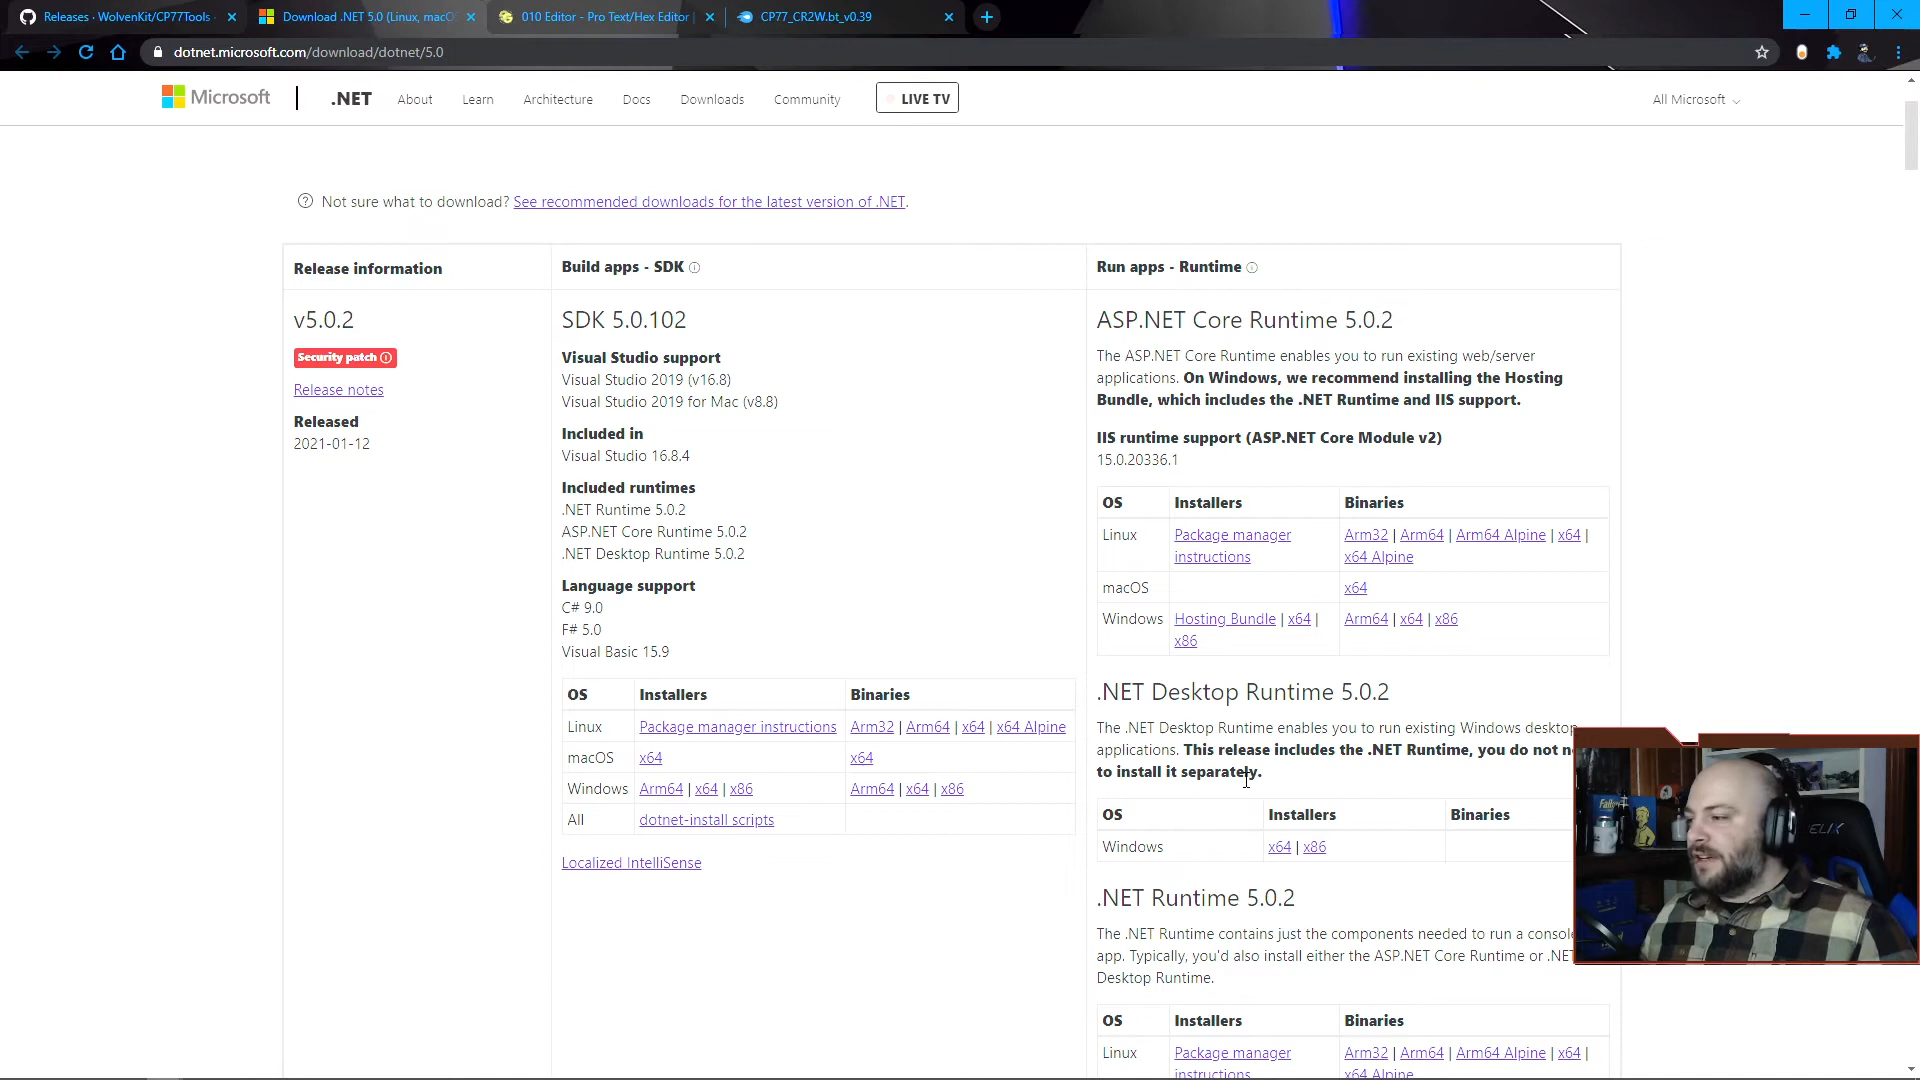 Releases · WolvenKit/CP77Tools
Download .NET 5.0 (Linux, macO
010 Editor - Pro Text/Hex Editor |
CP77_CR2W.bt_v0.39
dotnet.microsoft.com/download/dotnet/5.0
Microsoft
.NET
About
Learn
Architecture
Docs
Downloads
Community
LIVE TV
All Microsoft
Not sure what to download? See recommended downloads for the latest version of .NET.
Release information
Build apps - SDK
Run apps - Runtime
v5.0.2
Security patch
Release notes
Released
2021-01-12
SDK 5.0.102
Visual Studio support
Visual Studio 2019 (v16.8)
Visual Studio 2019 for Mac (v8.8)
Included in
Visual Studio 16.8.4
Included runtimes
.NET Runtime 5.0.2
ASP.NET Core Runtime 5.0.2
.NET Desktop Runtime 5.0.2
Language support
C# 9.0
F# 5.0
Visual Basic 15.9
OS Installers Binaries
Linux Package manager instructions Arm32 | Arm64 | x64 | x64 Alpine
macOS x64 x64
Windows Arm64 | x64 | x86 Arm64 | x64 | x86
All dotnet-install scripts
Localized IntelliSense
ASP.NET Core Runtime 5.0.2
The ASP.NET Core Runtime enables you to run existing web/server
applications. On Windows, we recommend installing the Hosting
Bundle, which includes the .NET Runtime and IIS support.
IIS runtime support (ASP.NET Core Module v2)
15.0.20336.1
OS Installers Binaries
Linux Package manager Arm32 | Arm64 | Arm64 Alpine | x64 |
instructions x64 Alpine
macOS x64
Windows Hosting Bundle | x64 | Arm64 | x64 | x86
x86
.NET Desktop Runtime 5.0.2
The .NET Desktop Runtime enables you to run existing Windows desktop
applications. This release includes the .NET Runtime, you do not n
to install it separately.
OS Installers Binaries
Windows x64 | x86
.NET Runtime 5.0.2
The .NET Runtime contains just the components needed to run a console
app. Typically, you'd also install either the ASP.NET Core Runtime or .NET
Desktop Runtime.
OS Installers Binaries
Linux Package manager Arm32 | Arm64 | Arm64 Alpine | x64 |
instructions x64 Alpine
Fallout
ELIX